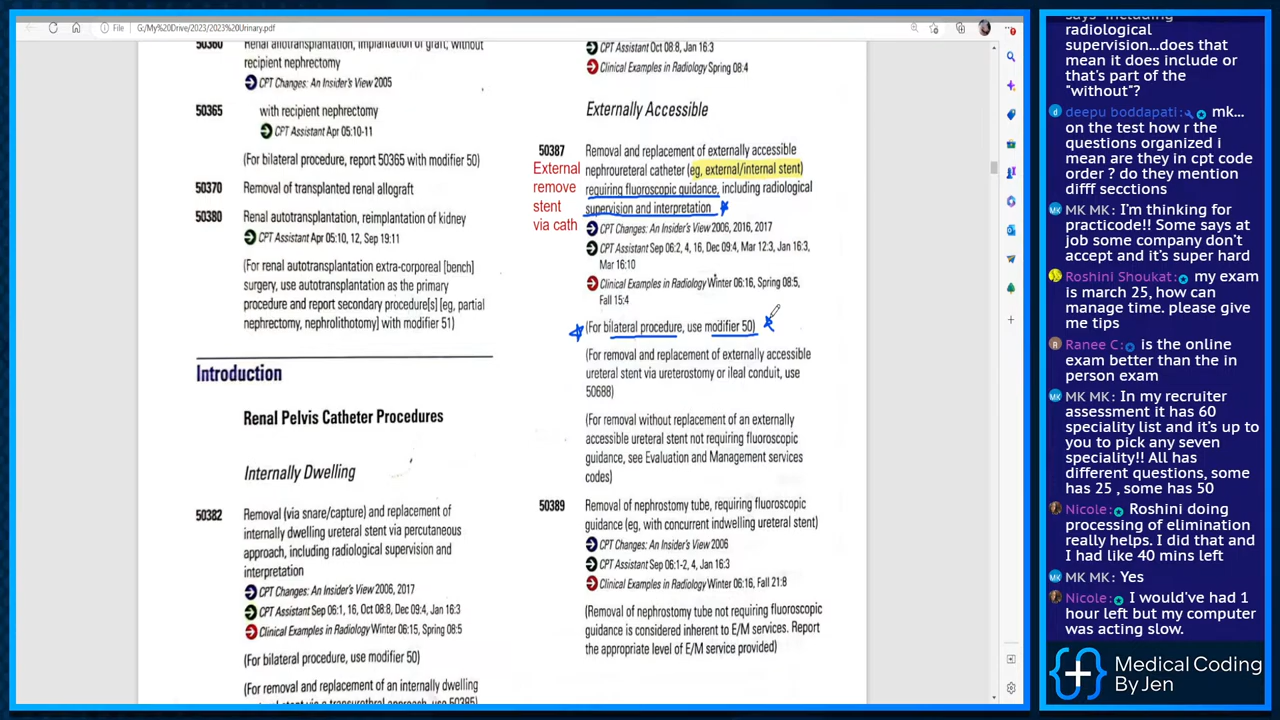 File
G:/My%20Drive/2023/2023%20Urinary.pdf
50360 Renal allotransplantation, implantation of graft, without
recipient nephrectomy
CPT Changes: An Insider's View 2005
50365 with recipient nephrectomy
CPT Assistant Apr 05:10-11
(For bilateral procedure, report 50365 with modifier 50)
50370 Removal of transplanted renal allograft
50380 Renal autotransplantation, reimplantation of kidney
CPT Assistant Apr 05:10, 12, Sep 19:11
(For renal autotransplantation extra-corporeal [bench]
surgery, use autotransplantation as the primary
procedure and report secondary procedure[s] [eg, partial
nephrectomy, nephrolithotomy] with modifier 51)
Introduction
Renal Pelvis Catheter Procedures
Internally Dwelling
50382 Removal (via snare/capture) and replacement of
internally dwelling ureteral stent via percutaneous
approach, including radiological supervision and
interpretation
CPT Changes: An Insider's View 2006, 2017
CPT Assistant Sep 06:1, 16, Oct 08:8, Dec 09:4, Jan 16:3
Clinical Examples in Radiology Winter 06:15, Spring 08:5
(For bilateral procedure, use modifier 50)
(For removal and replacement of an internally dwelling
CPT Assistant Oct 08:8, Jan 16:3
Clinical Examples in Radiology Spring 08:4
Externally Accessible
50387 Removal and replacement of externally accessible
nephroureteral catheter (eg, external/internal stent)
requiring fluoroscopic guidance, including radiological
supervision and interpretation
External
remove
stent
via cath
CPT Changes: An Insider's View 2006, 2016, 2017
CPT Assistant Sep 06:2, 4, 16, Dec 09:4, Mar 12:3, Jan 16:3,
Mar 16:10
Clinical Examples in Radiology Winter 06:16, Spring 08:5,
Fall 15:4
(For bilateral procedure, use modifier 50)
(For removal and replacement of externally accessible
ureteral stent via ureterostomy or ileal conduit, use
50688)
(For removal without replacement of an externally
accessible ureteral stent not requiring fluoroscopic
guidance, see Evaluation and Management services
codes)
50389 Removal of nephrostomy tube, requiring fluoroscopic
guidance (eg, with concurrent indwelling ureteral stent)
CPT Changes: An Insider's View 2006
CPT Assistant Sep 06:1-2, 4, Jan 16:3
Clinical Examples in Radiology Winter 06:16, Fall 21:8
(Removal of nephrostomy tube not requiring fluoroscopic
guidance is considered inherent to E/M services. Report
the appropriate level of E/M service provided)
says "including
radiological
supervision...does that
mean it does include or
that's part of the
"without"?
deepu boddapati: mk...
on the test how r the
questions organized i
mean are they in cpt code
order ? do they mention
difff secctions
MK MK: I'm thinking for
practicode!! Some says at
job some company don't
accept and it's super hard
Roshini Shoukat: my exam
is march 25, how can
manage time. please give
me tips
Ranee C: is the online
exam better than the in
person exam
MK MK: In my recruiter
assessment it has 60
speciality list and it's up to
you to pick any seven
speciality!! All has
different questions, some
has 25 , some has 50
Nicole: Roshini doing
processing of elimination
really helps. I did that and
I had like 40 mins left
MK MK: Yes
Nicole: I would've had 1
hour left but my computer
was acting slow.
Medical Coding
By Jen